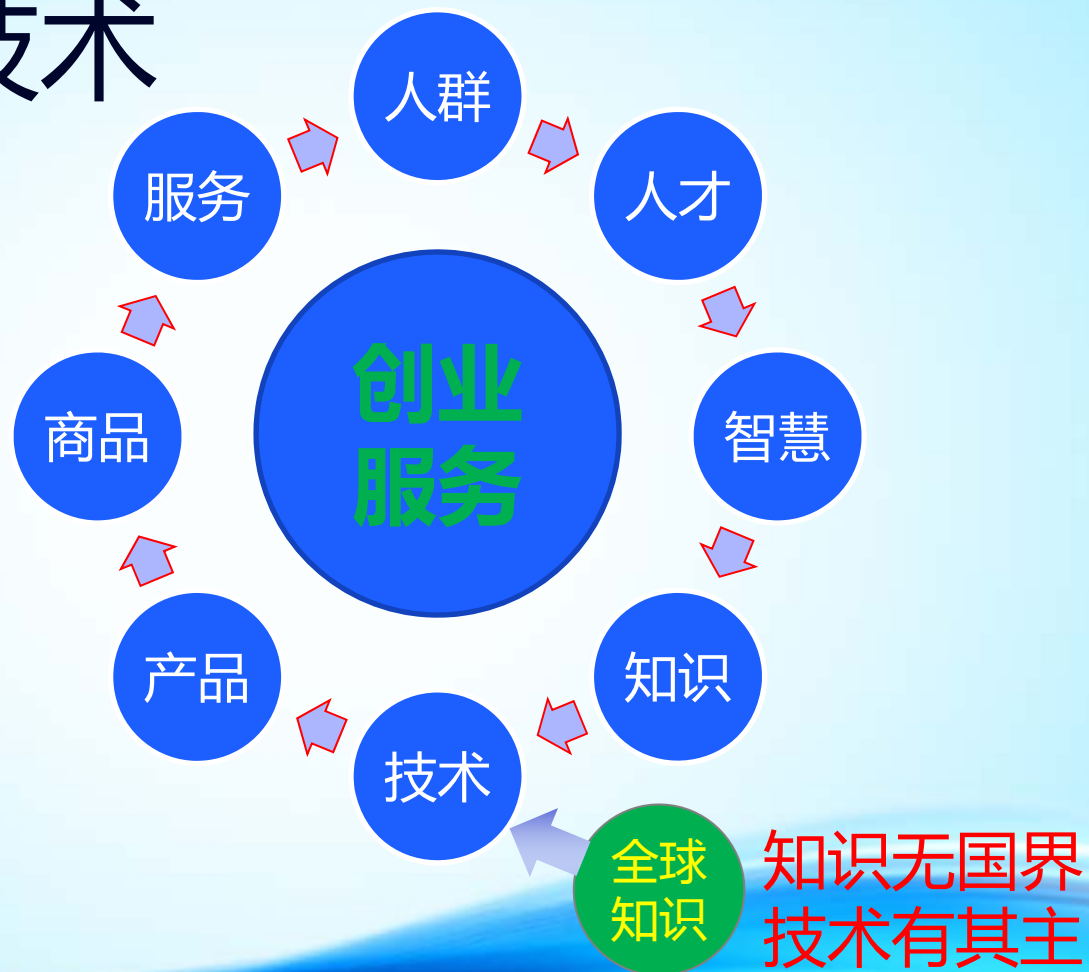 技术
人群
人才
智慧
知识
技术
产品
商品
服务
创业
服务
全球
知识
知识无国界
技术有其主